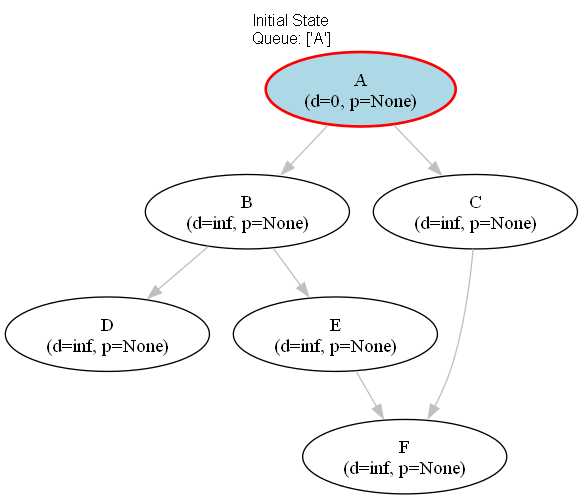 Initial State
Queue: ['A']
A
(d=0, p=None)
B
(d=inf, p=None)
C
(d=inf, p=None)
D
(d=inf, p=None)
E
(d=inf, p=None)
F
(d=inf, p=None)